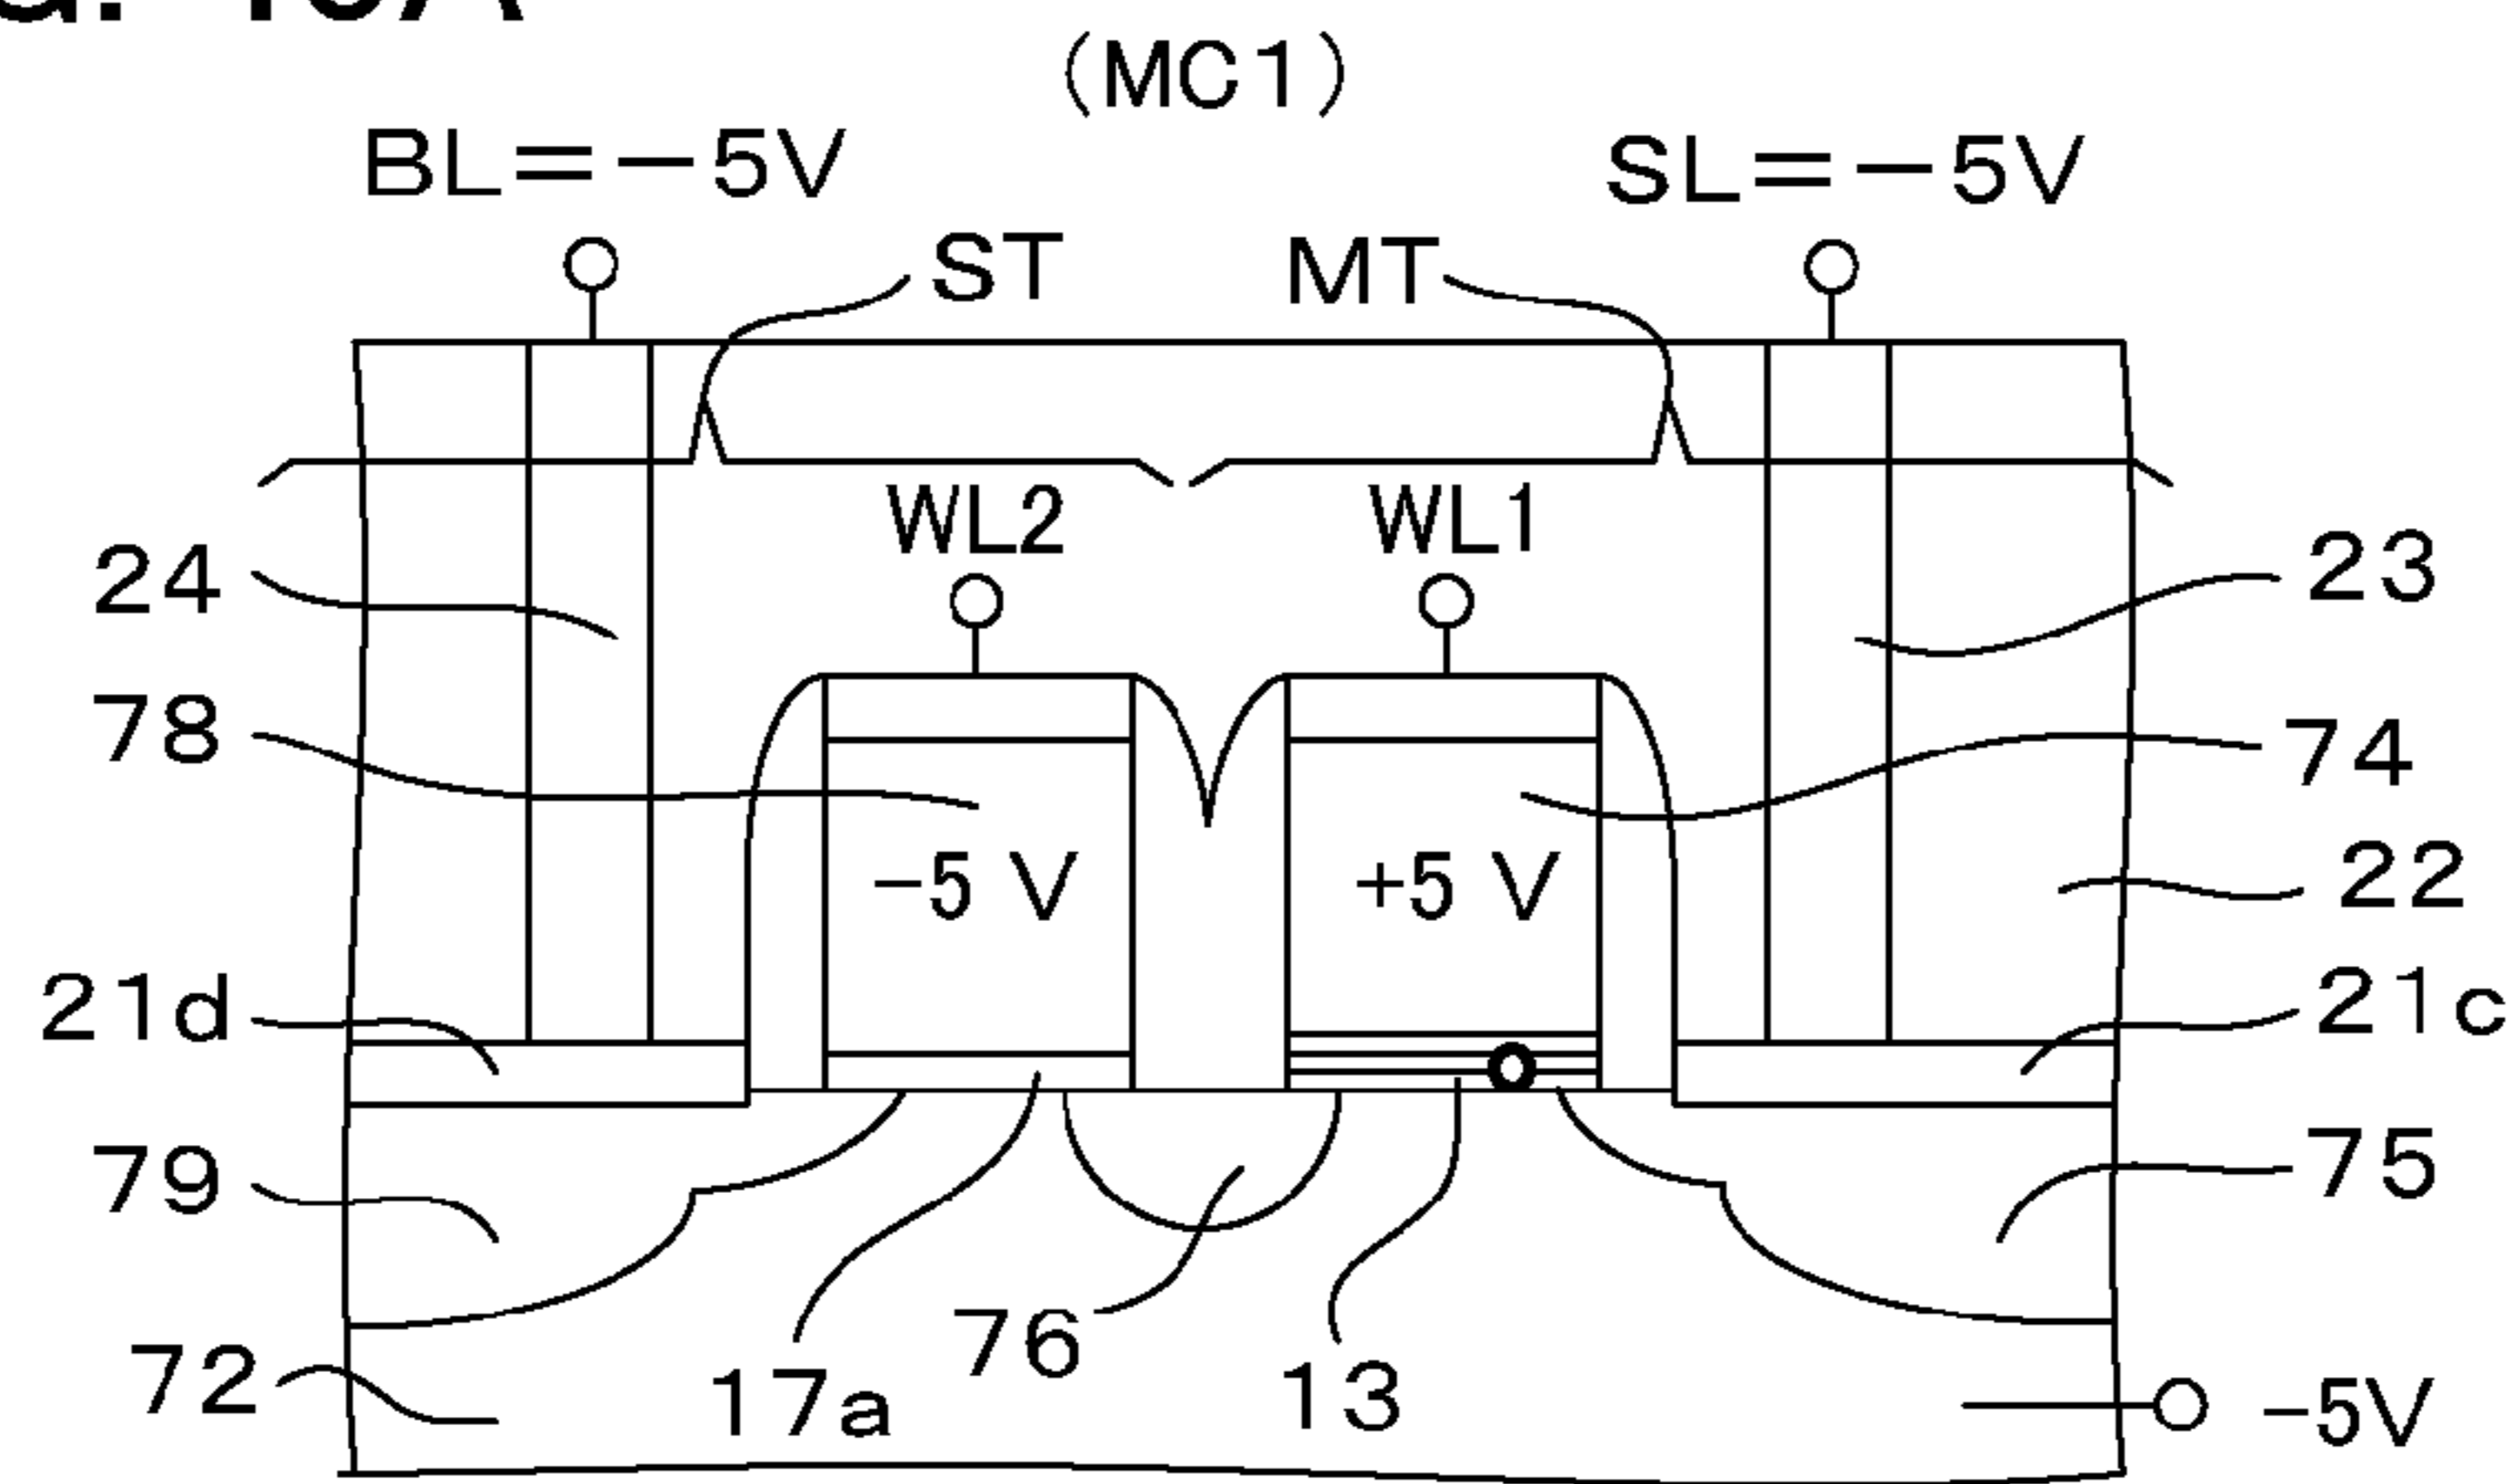 (MC1)
BL=-5V
SL=-5V
ST
MT
WL2
WL1
24
23
78
74
-5 V
+5 V
22
21d
21c
79
75
76
72
17a
13
-5V